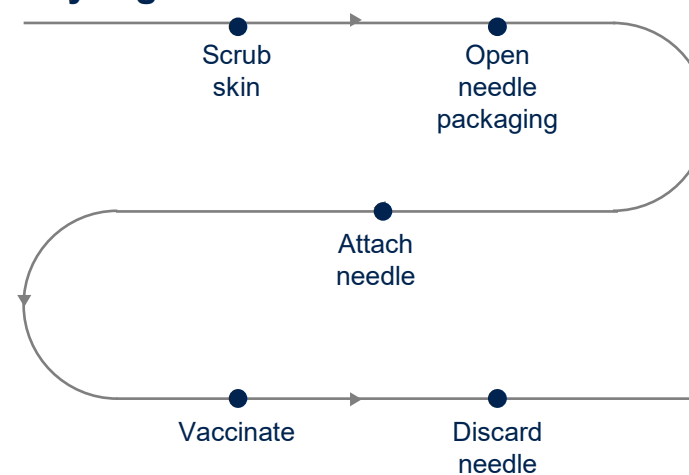 Scrub
skin
Open
needle
packaging
Attach
needle
Vaccinate
Discard
needle